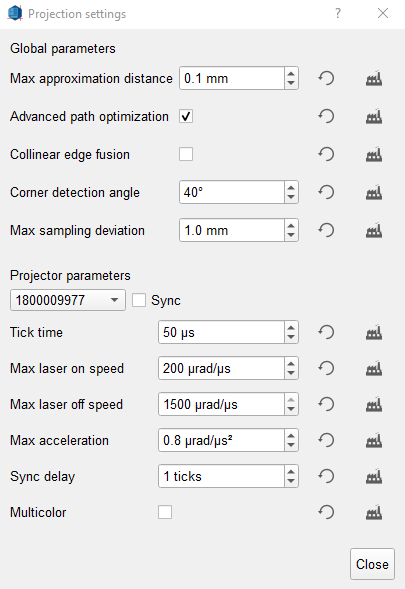 Projection settings
Global parameters
Max approximation distance 0.1 mm
Advanced path optimization
Collinear edge fusion
Corner detection angle 40°
Max sampling deviation 1.0 mm
Projector parameters
1800009977 Sync
Tick time 50 µs
Max laser on speed 200 µrad/µs
Max laser off speed 1500 µrad/µs
Max acceleration 0.8 µrad/µs²
Sync delay 1 ticks
Multicolor
Close